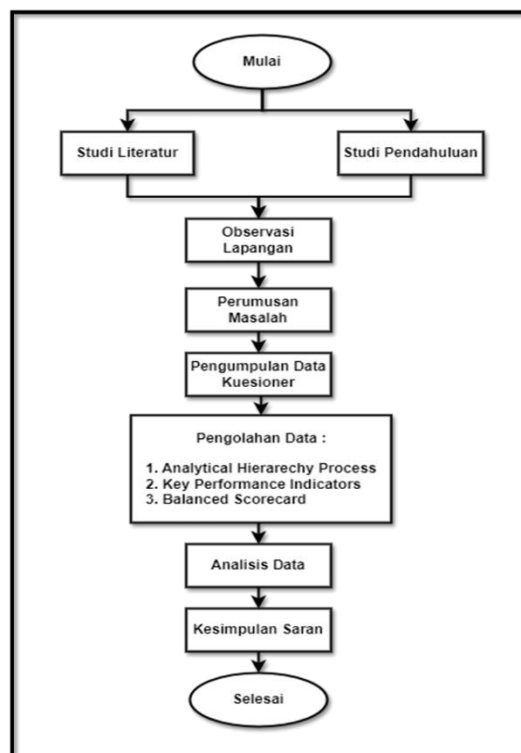 Mulai
Studi Literatur
Studi Pendahuluan
Observasi
Lapangan
Perumusan
Masalah
Pengumpulan Data
Kuesioner
Pengolahan Data :
1. Analytical Hierarechy Process
2. Key Performance Indicators
3. Balanced Scorecard
Analisis Data
Kesimpulan Saran
Selesai